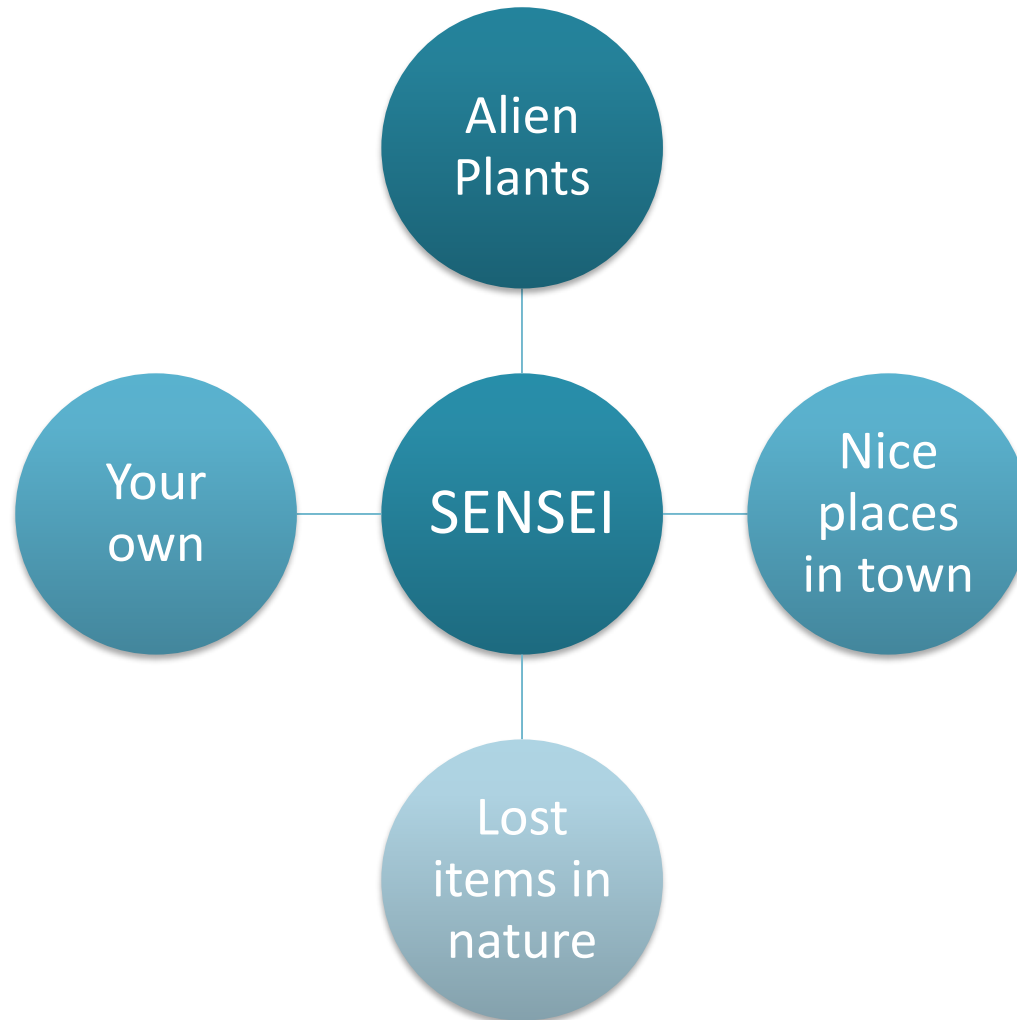 Alien
Plants
Your
own
SENSEI
Nice
places
in town
Lost
items in
nature